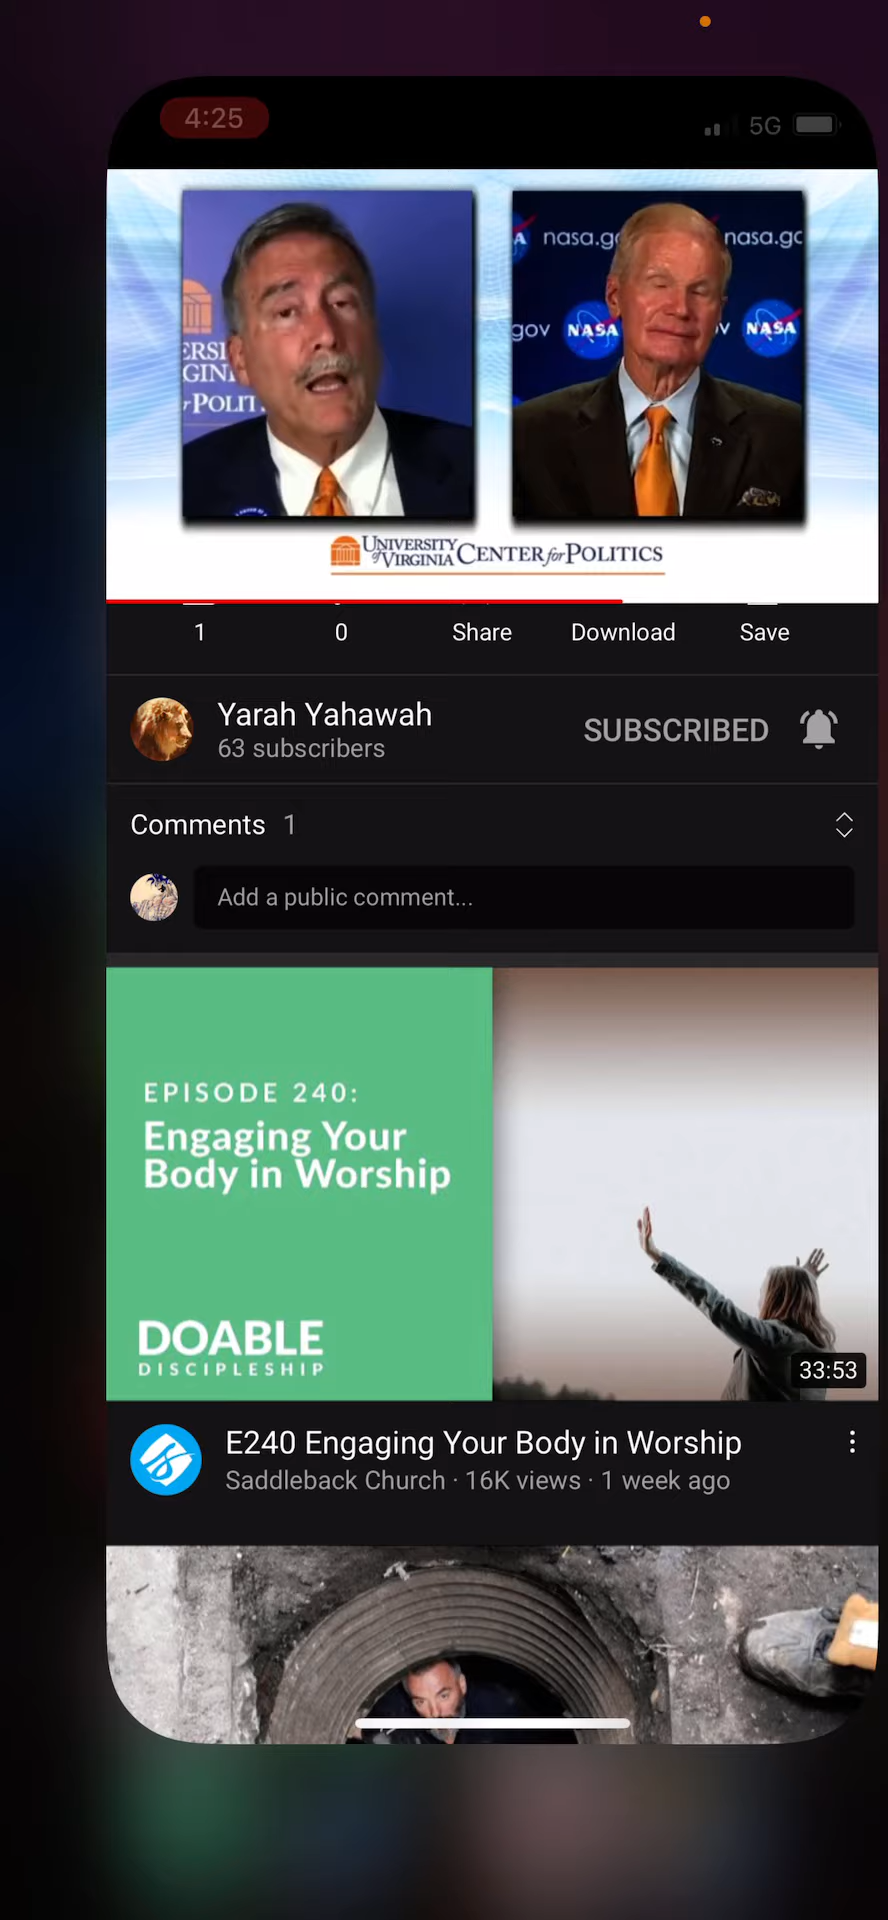 4:25
5G
nasa.g
nasa.gc
gov NASA
NASA
ERSI
GINI
POLIT
UNIVERSITY of VIRGINIA CENTER for POLITICS
1 0 Share Download Save
Yarah Yahawah
63 subscribers
SUBSCRIBED
Comments 1
Add a public comment...
EPISODE 240:
Engaging Your
Body in Worship
DOABLE
DISCIPLESHIP
33:53
E240 Engaging Your Body in Worship
Saddleback Church · 16K views · 1 week ago